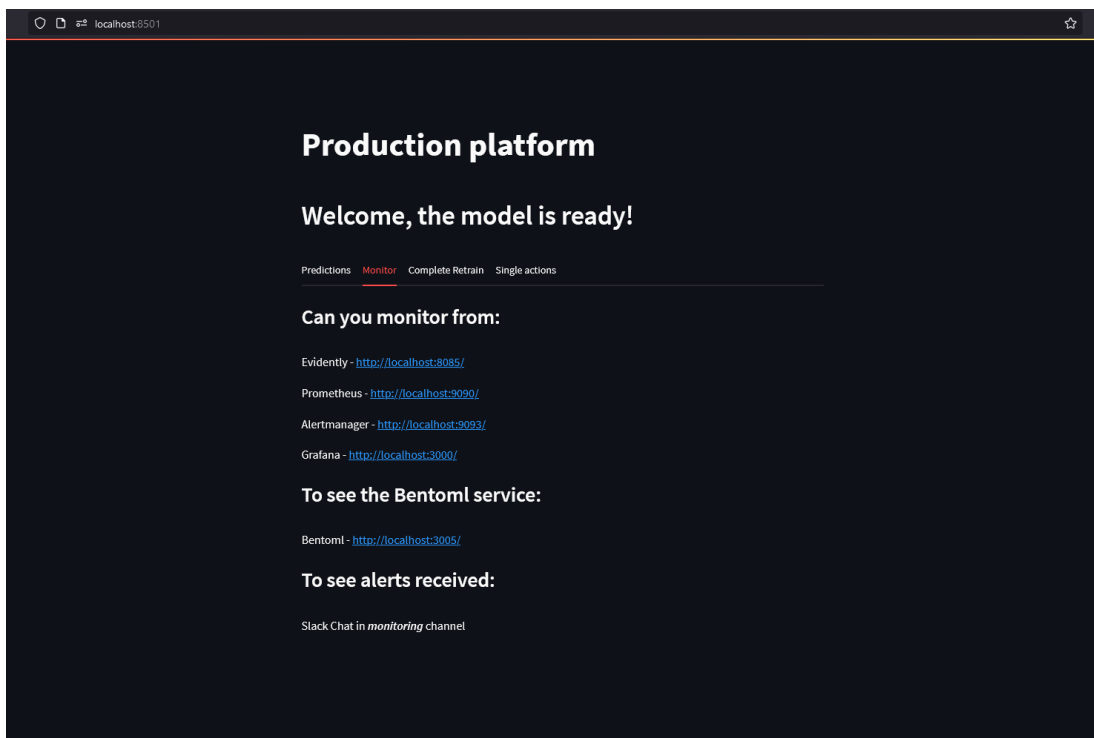 localhost:8501
Production platform
Welcome, the model is ready!
Predictions Monitor Complete Retrain Single actions
Can you monitor from:
Evidently - http://localhost:8085/
Prometheus - http://localhost:9090/
Alertmanager - http://localhost:9093/
Grafana - http://localhost:3000/
To see the Bentoml service:
Bentoml - http://localhost:3005/
To see alerts received:
Slack Chat in monitoring channel